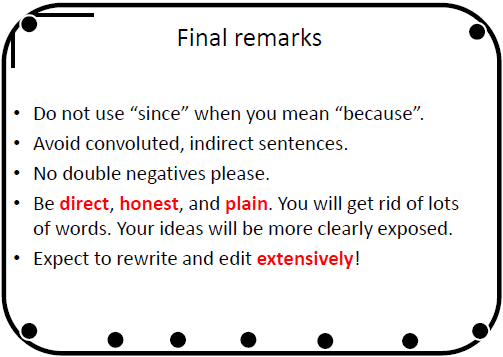 Final remarks
• Do not use “since” when you mean “because”.
• Avoid convoluted, indirect sentences.
• No double negatives please.
• Be direct, honest, and plain. You will get rid of lots
of words. Your ideas will be more clearly exposed.
• Expect to rewrite and edit extensively!